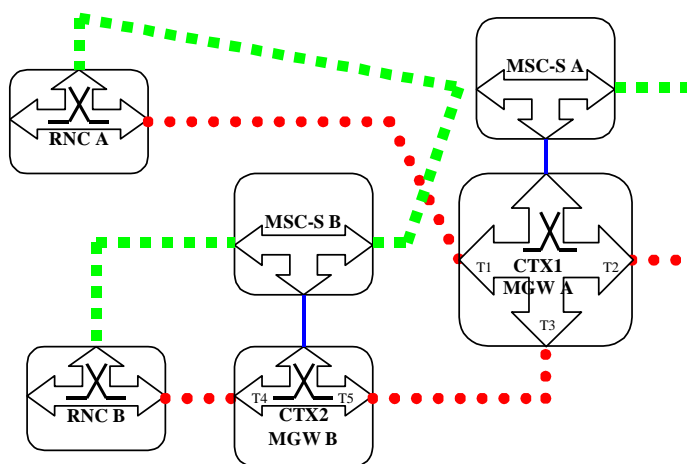 MSC-S A
RNC A
MSC-S B
T1
CTX1
T2
MGW A
T3
RNC B
T4
CTX2
T5
MGW B